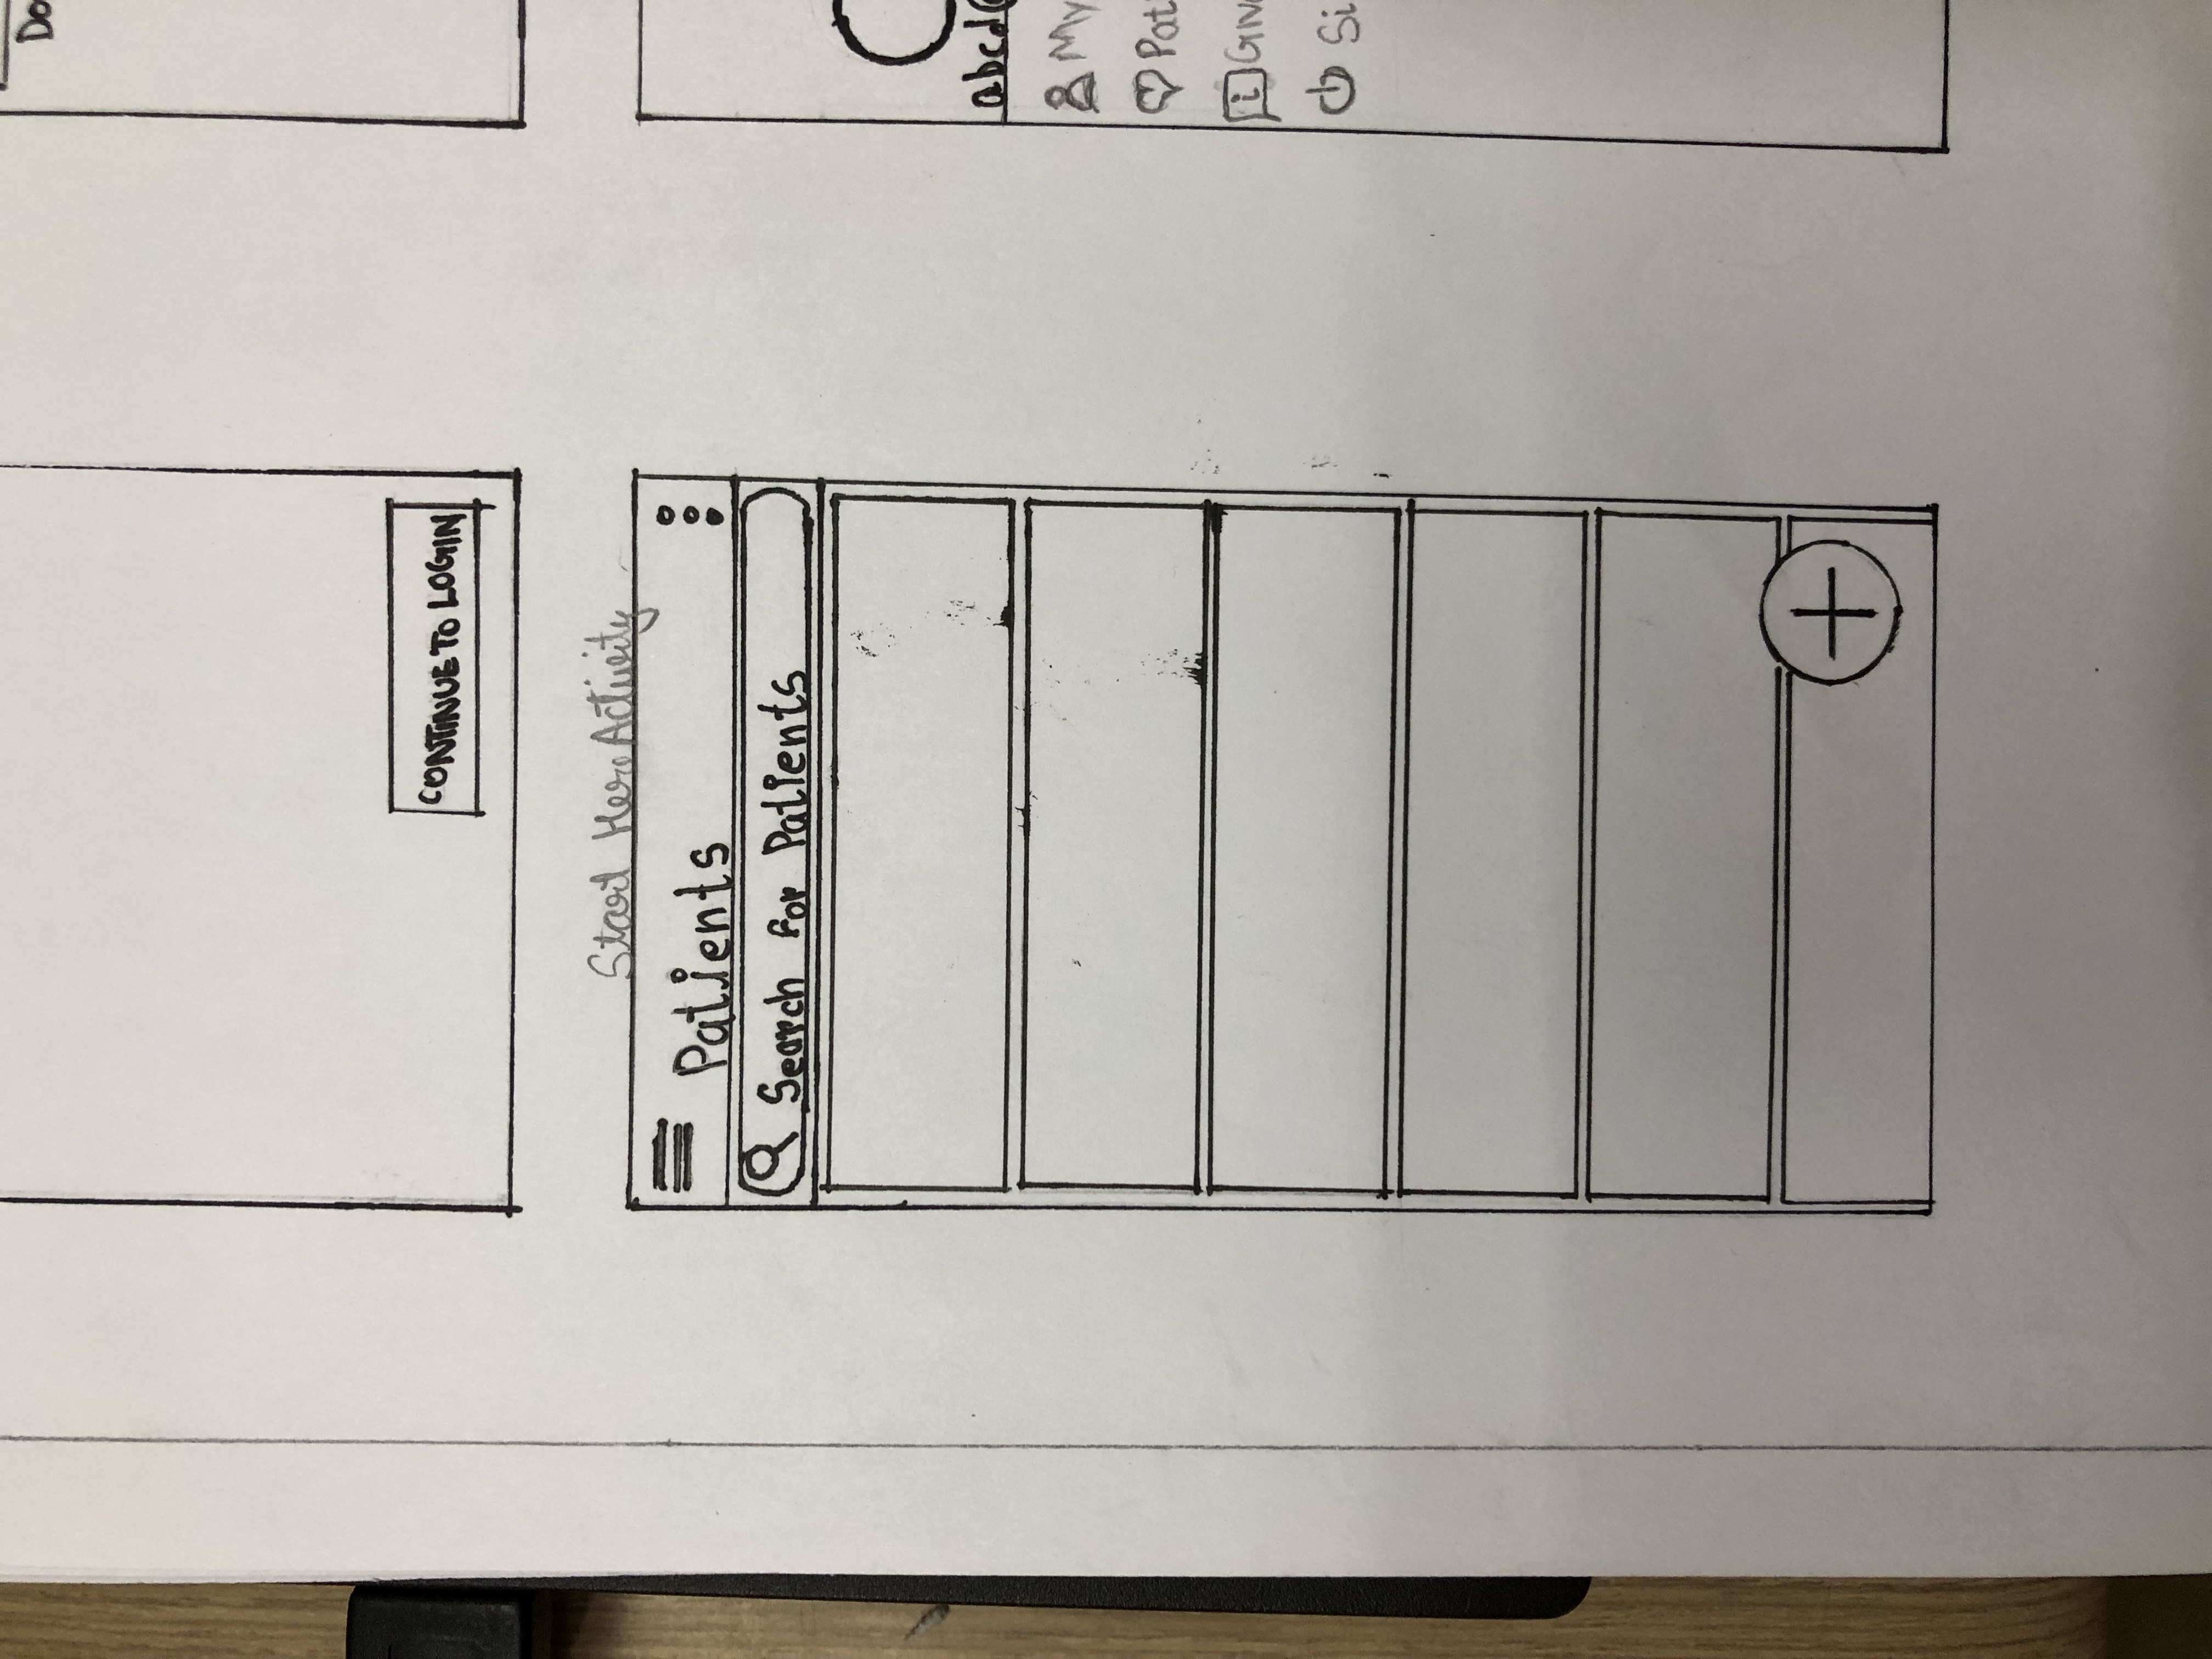 Do
CONTINUE TO LOGIN
Start Here Activity
Patients
Search for Patients
abcd@
My
Pat
Giv
Si